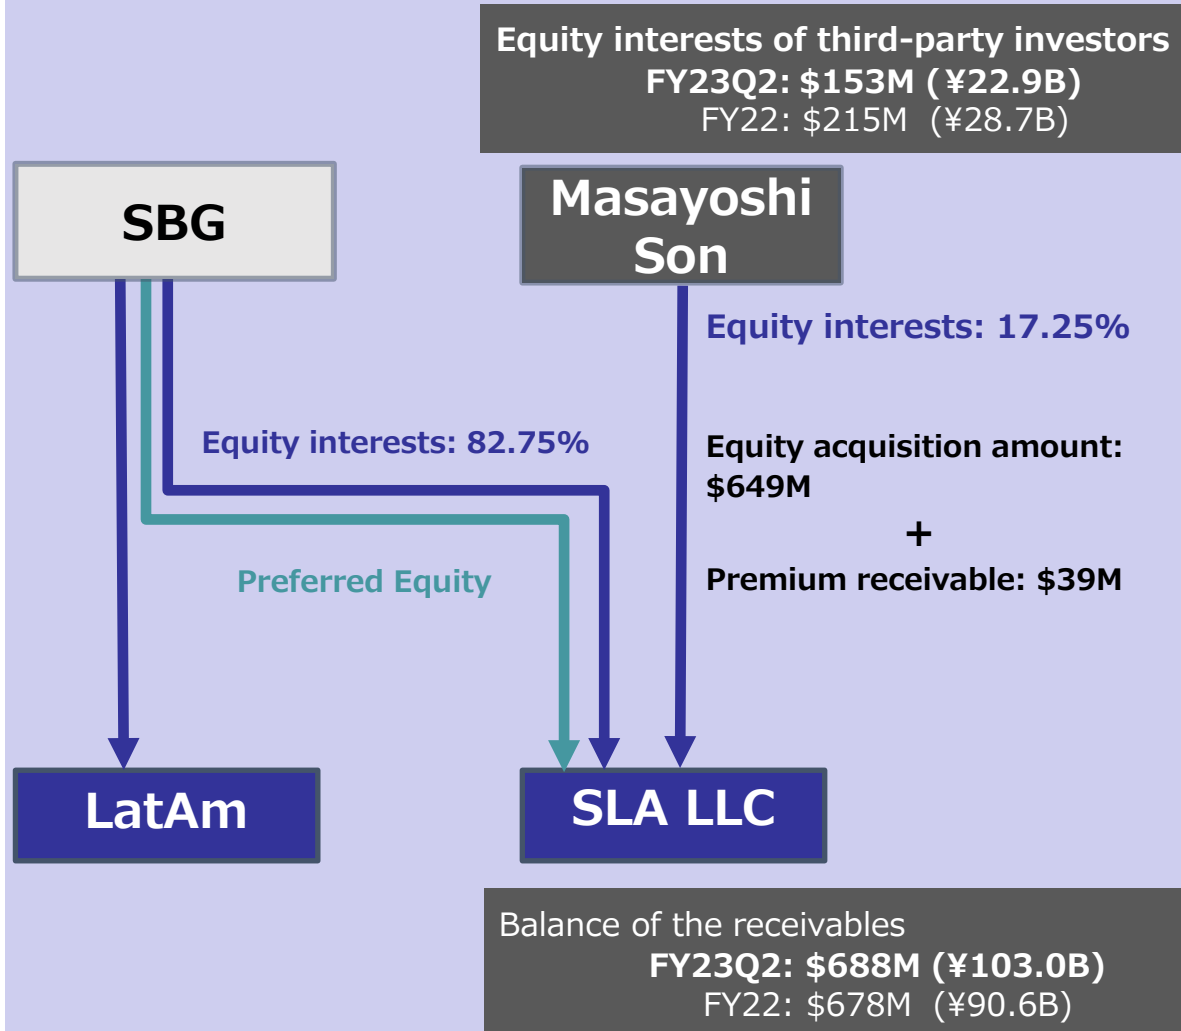 Equity interests of third-party investors
FY23Q2: $153M (¥22.9B)
FY22: $215M (¥28.7B)
SBG
Masayoshi
Son
Equity interests: 17.25%
Equity interests: 82.75%
Equity acquisition amount:
$649M
+
Preferred Equity
Premium receivable: $39M
LatAm
SLA LLC
Balance of the receivables
FY23Q2: $688M (¥103.0B)
FY22: $678M (¥90.6B)